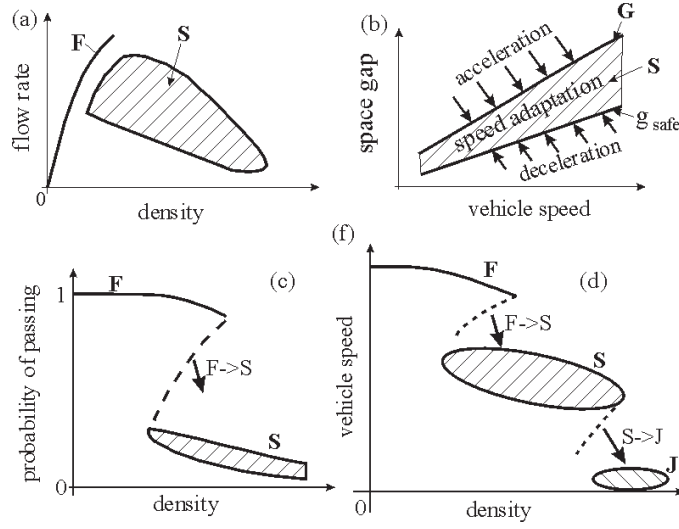 (a)
F
S
flow rate
0
density
(b)
G
acceleration
S
speed adaptation
g safe
deceleration
space gap
vehicle speed
(f)
(c)
F
1
F->S
S
probability of passing
0
density
(d)
F
F->S
S
S->J
J
vehicle speed
0
density